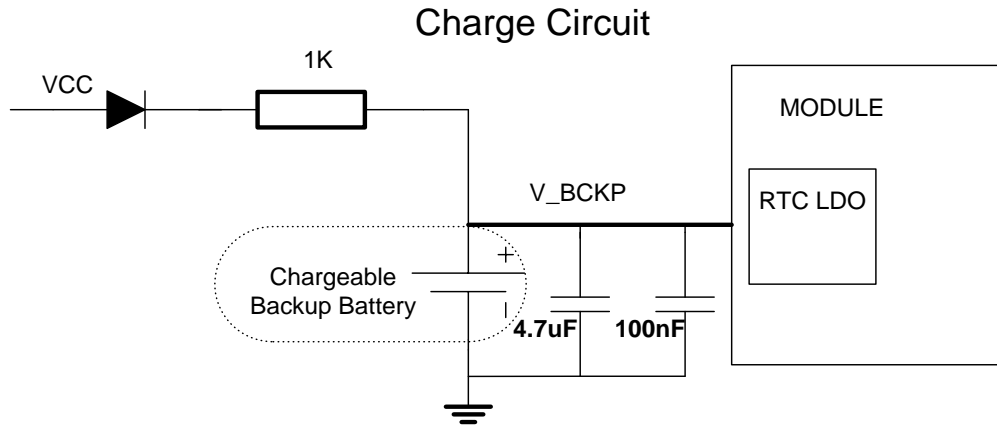 Charge Circuit
1K
VCC
MODULE
RTC LDO
V_BCKP
+
Chargeable
Backup Battery
4.7uF
100nF